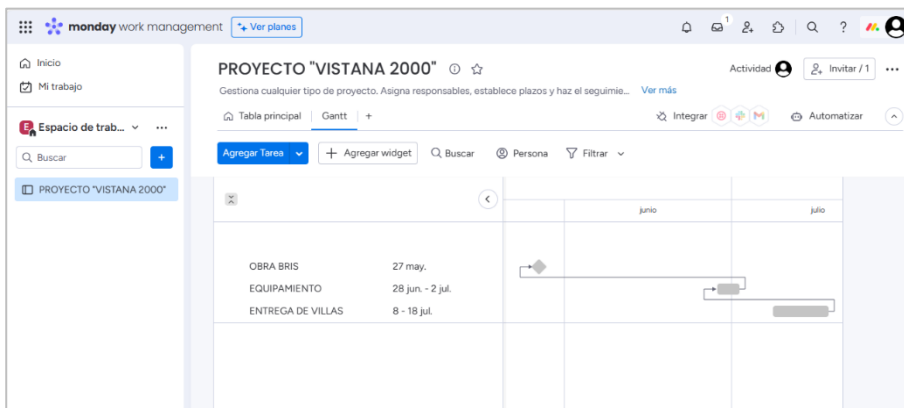 monday work management
Ver planes
1
Inicio
Mi trabajo
E
Espacio de trab...
Buscar
PROYECTO "VISTANA 2000"
PROYECTO "VISTANA 2000"
Actividad
Invitar / 1
Gestiona cualquier tipo de proyecto. Asigna responsables, establece plazos y haz el seguimie... Ver más
Tabla principal
Gantt
Integrar
Automatizar
Agregar Tarea
Agregar widget
Buscar
Persona
Filtrar
junio
julio
OBRA BRIS 27 may.
EQUIPAMIENTO 28 jun. - 2 jul.
ENTREGA DE VILLAS 8 - 18 jul.